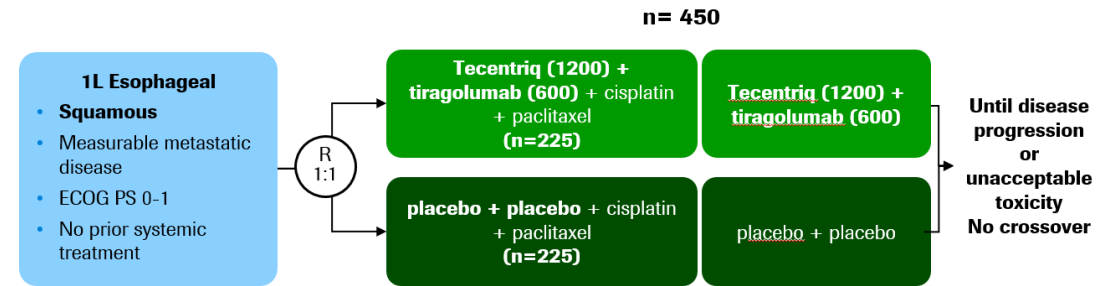 n= 450
1L Esophageal
• Squamous
• Measurable metastatic
disease
• ECOG PS 0-1
• No prior systemic
treatment
R
1:1
Tecentriq (1200) +
tiragolumab (600) + cisplatin
+ paclitaxel
(n=225)
Tecentriq (1200) +
tiragolumab (600)
placebo + placebo + cisplatin
+ paclitaxel
(n=225)
placebo + placebo
Until disease
progression
or
unacceptable
toxicity
No crossover